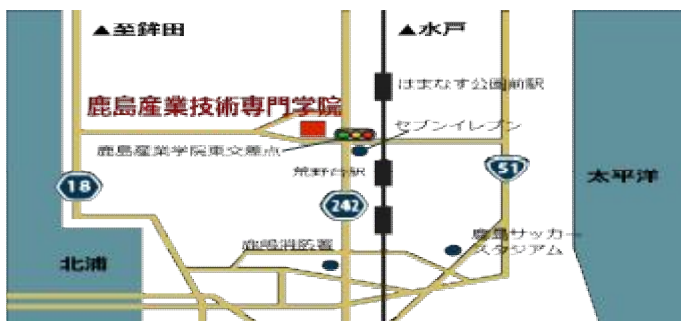 ▲至鉾田
▲水戸
はまなす公園前駅
鹿島産業技術専門学院
セブンイレブン
鹿島産業学院東交差点
荒野台駅
51
太平洋
18
242
鹿島サッカー
スタジアム
鹿嶋消防署
北浦